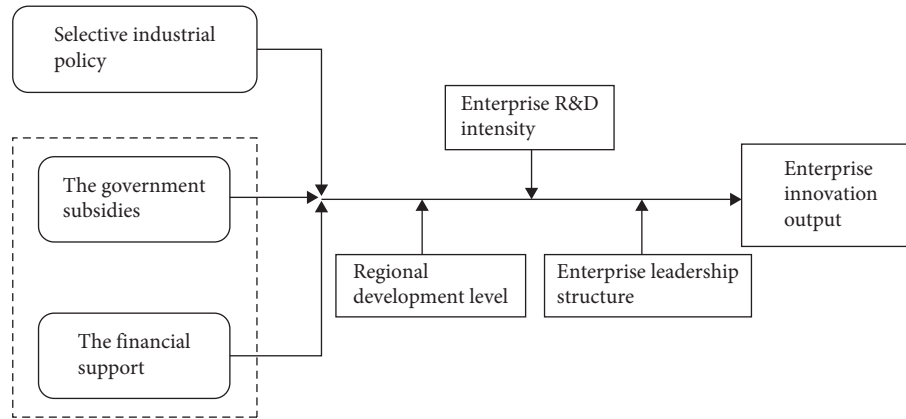 Selective industrial
policy
Enterprise R&D
intensity
The government
subsidies
Enterprise
innovation
output
Regional
development level
Enterprise leadership
structure
The financial
support